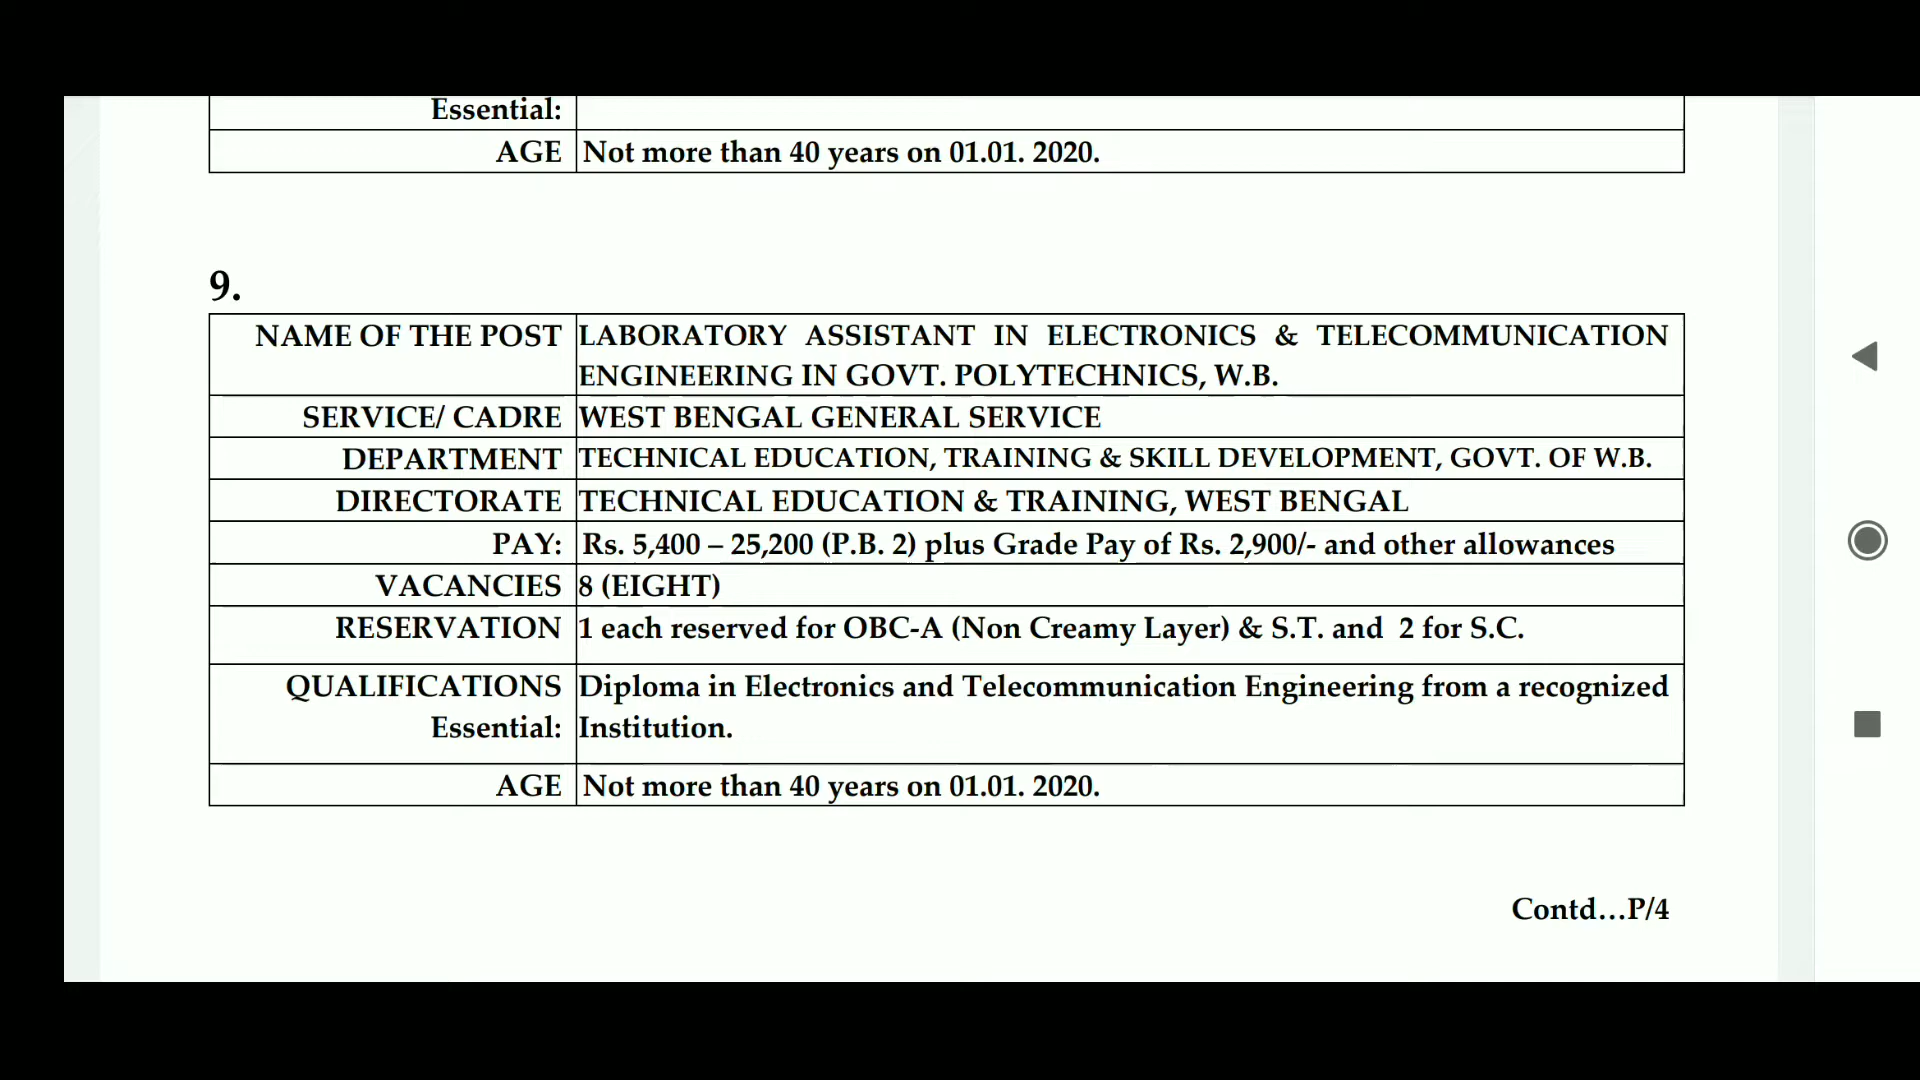 Essential:
AGE Not more than 40 years on 01.01. 2020.
9.
NAME OF THE POST LABORATORY ASSISTANT IN ELECTRONICS & TELECOMMUNICATION
ENGINEERING IN GOVT. POLYTECHNICS, W.B.
SERVICE/ CADRE WEST BENGAL GENERAL SERVICE
DEPARTMENT TECHNICAL EDUCATION, TRAINING & SKILL DEVELOPMENT, GOVT. OF W.B.
DIRECTORATE TECHNICAL EDUCATION & TRAINING, WEST BENGAL
PAY: Rs. 5,400 – 25,200 (P.B. 2) plus Grade Pay of Rs. 2,900/- and other allowances
VACANCIES 8 (EIGHT)
RESERVATION 1 each reserved for OBC-A (Non Creamy Layer) & S.T. and 2 for S.C.
QUALIFICATIONS Diploma in Electronics and Telecommunication Engineering from a recognized
Essential: Institution.
AGE Not more than 40 years on 01.01. 2020.
Contd...P/4